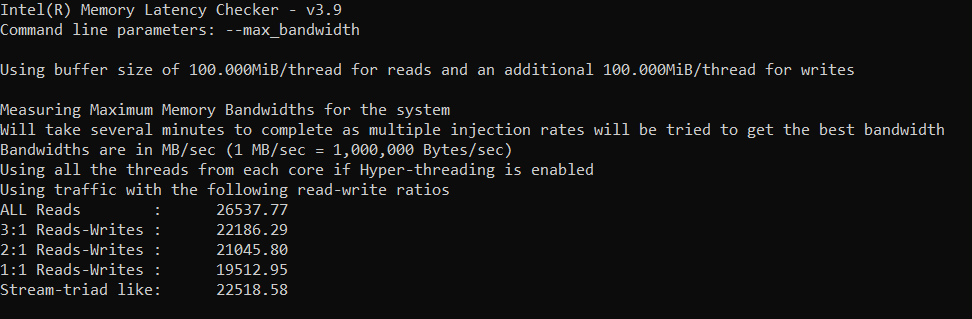 Intel(R) Memory Latency Checker - v3.9
Command line parameters: --max_bandwidth
Using buffer size of 100.000MiB/thread for reads and an additional 100.000MiB/thread for writes
Measuring Maximum Memory Bandwidths for the system
Will take several minutes to complete as multiple injection rates will be tried to get the best bandwidth
Bandwidths are in MB/sec (1 MB/sec = 1,000,000 Bytes/sec)
Using all the threads from each core if Hyper-threading is enabled
Using traffic with the following read-write ratios
ALL Reads        :      26537.77
3:1 Reads-Writes :      22186.29
2:1 Reads-Writes :      21045.80
1:1 Reads-Writes :      19512.95
Stream-triad like:      22518.58